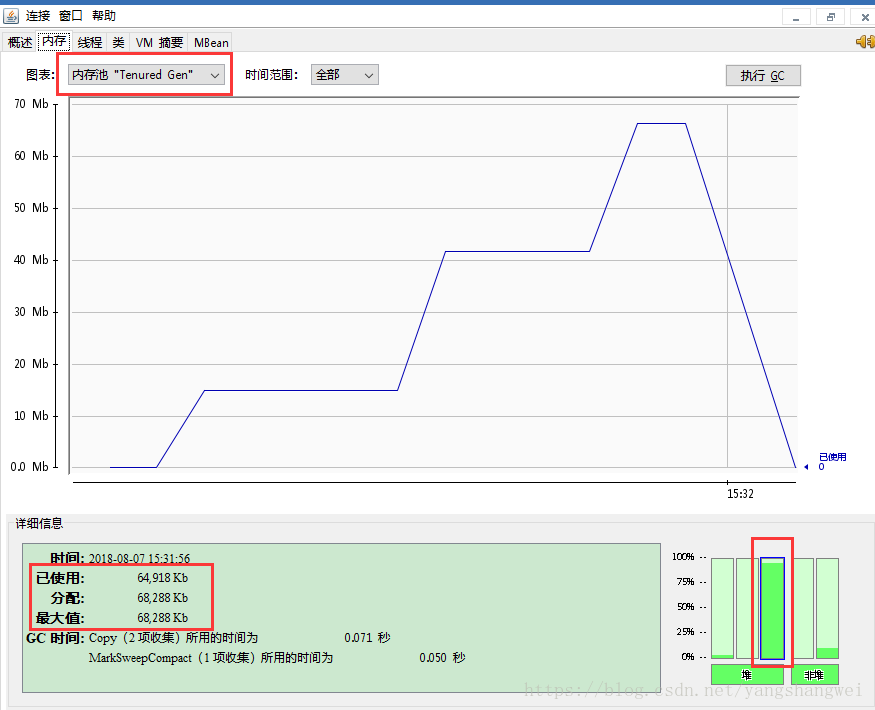 连接 窗口 帮助
概述 内存 线程 类 VM 摘要 MBean
图表: 内存池 "Tenured Gen" 时间范围: 全部 执行 GC
70 Mb
60 Mb
50 Mb
40 Mb
30 Mb
20 Mb
10 Mb
0.0 Mb
已使用
0
15:32
详细信息
时间: 2018-08-07 15:31:56
已使用: 64,918 Kb
分配: 68,288 Kb
最大值: 68,288 Kb
GC 时间: Copy（2 项收集）所用的时间为 0.071 秒
MarkSweepCompact（1 项收集）所用的时间为 0.050 秒
100% --
75% --
50% --
25% --
0% --
堆 非堆
https://blog.csdn.net/yangshangwei